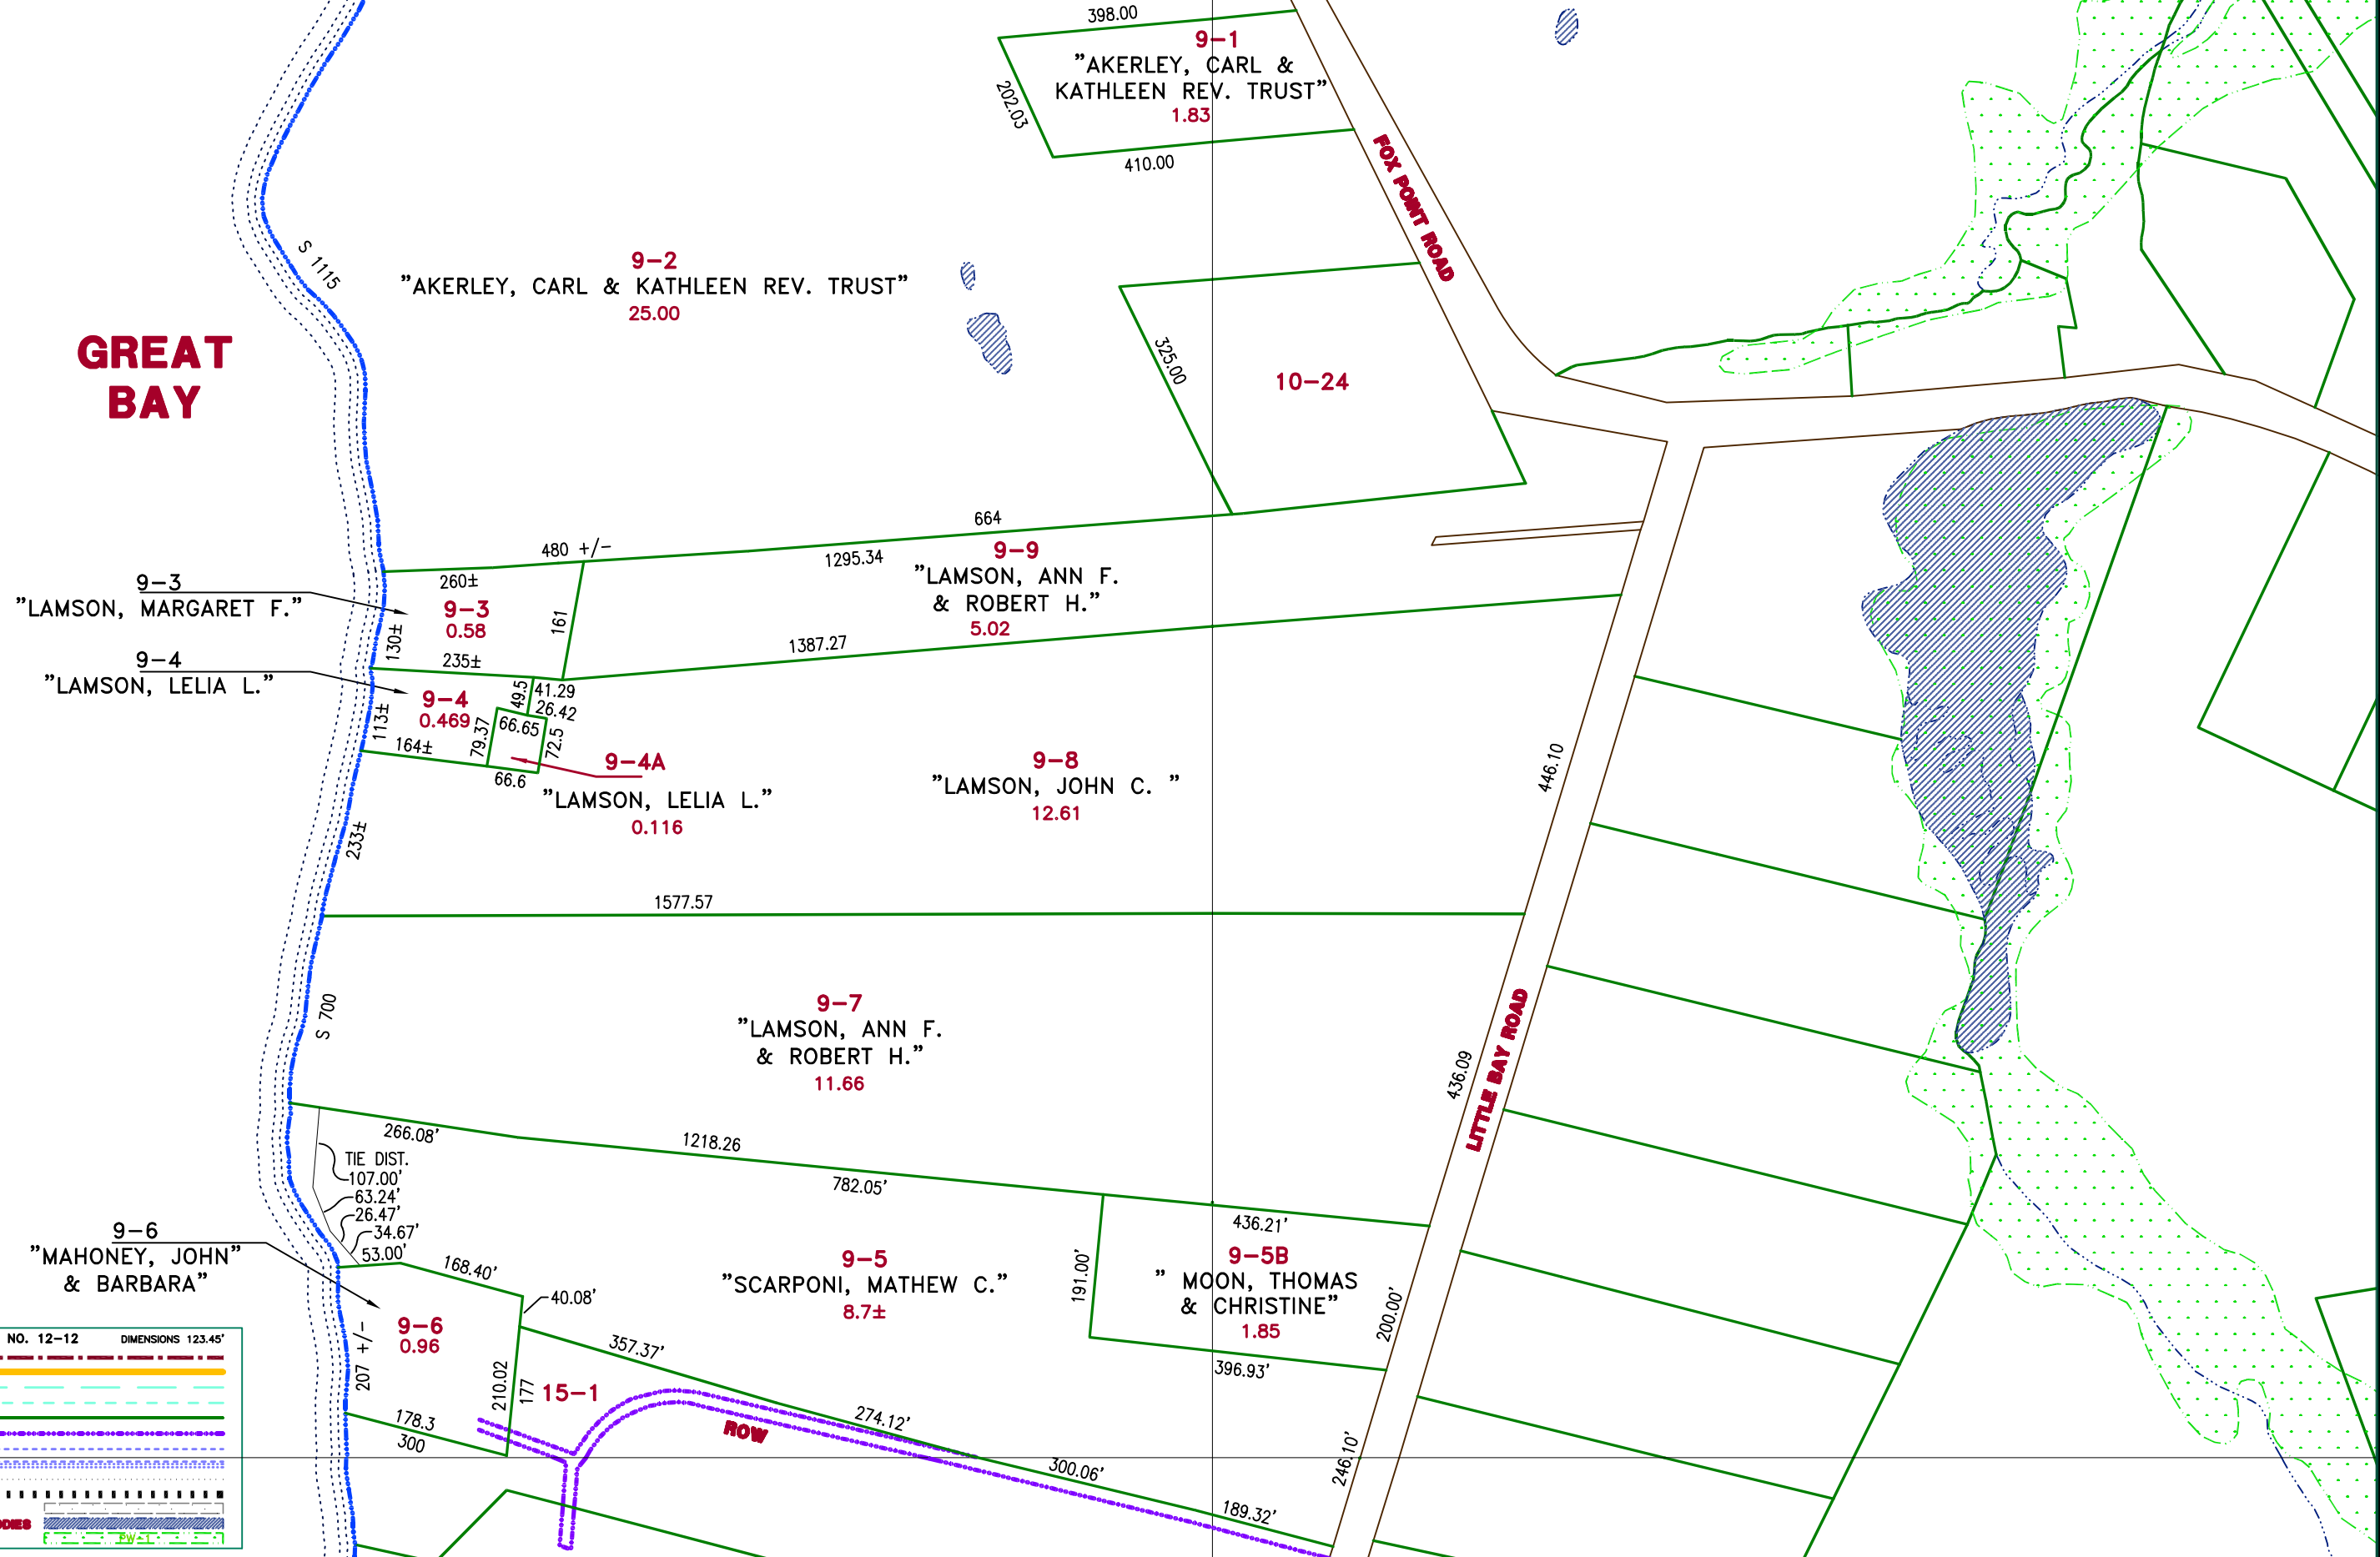 398.00
9-1
"AKERLEY, CARL &
KATHLEEN REV. TRUST"
1.83
202.03
410.00
FOX POINT ROAD
S 1115
9-2
"AKERLEY, CARL & KATHLEEN REV. TRUST"
25.00
GREAT
BAY
325.00
10-24
664
480 +/-
1295.34
9-9
"LAMSON, ANN F.
& ROBERT H."
5.02
260±
9-3
"LAMSON, MARGARET F."
9-3
0.58
161
130±
235±
1387.27
9-4
"LAMSON, LELIA L."
9-4
0.469
113±
164±
49.5
41.29
26.42
66.65
79.37
72.5
66.6
9-4A
"LAMSON, LELIA L."
0.116
9-8
"LAMSON, JOHN C. "
12.61
446.10
233±
1577.57
9-7
"LAMSON, ANN F.
& ROBERT H."
11.66
S 700
436.09
LITTLE BAY ROAD
266.08'
1218.26
782.05'
TIE DIST.
107.00'
63.24'
26.47'
34.67'
53.00'
168.40'
40.08'
436.21'
9-5B
" MOON, THOMAS
& CHRISTINE"
1.85
191.00'
200.00'
396.93'
9-6
"MAHONEY, JOHN"
& BARBARA"
9-5
"SCARPONI, MATHEW C."
8.7±
9-6
0.96
207 +/-
210.02
177
178.3
300
15-1
357.37'
274.12'
ROW
300.06'
189.32'
246.10'
NO. 12-12
DIMENSIONS 123.45'
PW-1